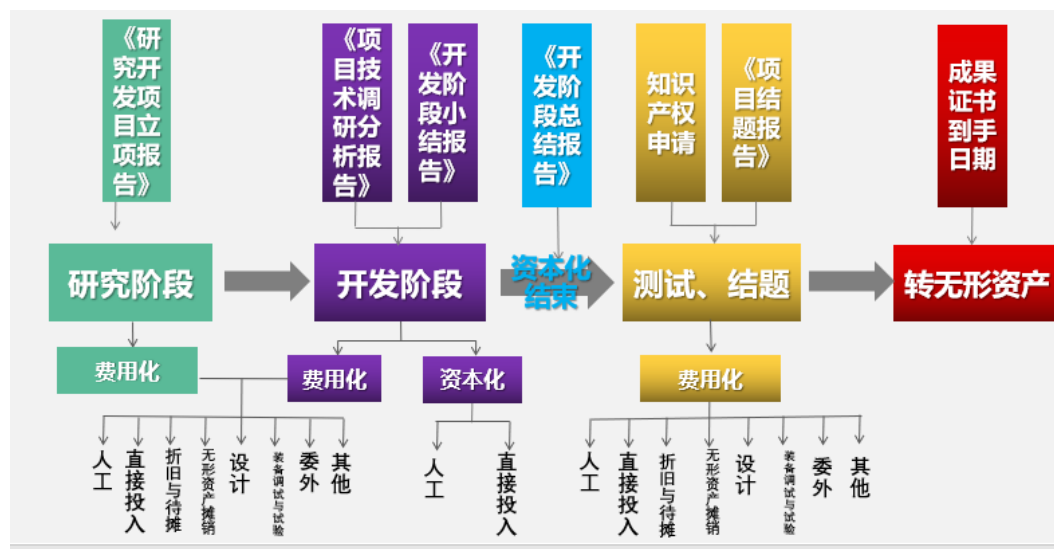 《研
究开
发项
目立
项报
告》
《项
目技
术调
研分
析报
告》
《开
发阶
段小
结报
告》
《开
发阶
段总
结报
告》
知识
产权
申请
《项
目结
题报
告》
成果
证书
到手
日期
研究阶段
开发阶段
资本化
结束
测试、结题
转无形资产
费用化
费用化
资本化
费用化
人工
直接投入
折旧与待摊
无形资产摊销
设计
装备调试与试验
委外
其他
人工
直接投入
人工
直接投入
折旧与待摊
无形资产摊销
设计
装备调试与试验
委外
其他